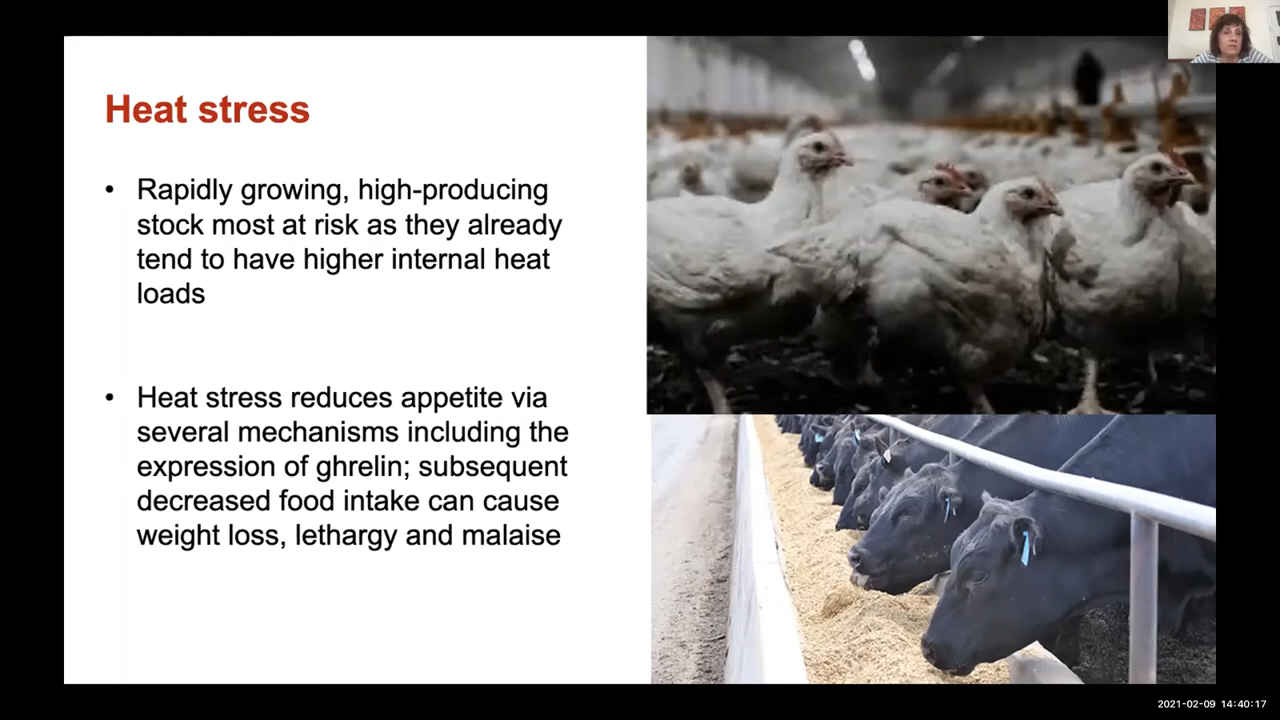 Heat stress
• Rapidly growing, high-producing
stock most at risk as they already
tend to have higher internal heat
loads
• Heat stress reduces appetite via
several mechanisms including the
expression of ghrelin; subsequent
decreased food intake can cause
weight loss, lethargy and malaise
2021-02-09 14:40:17